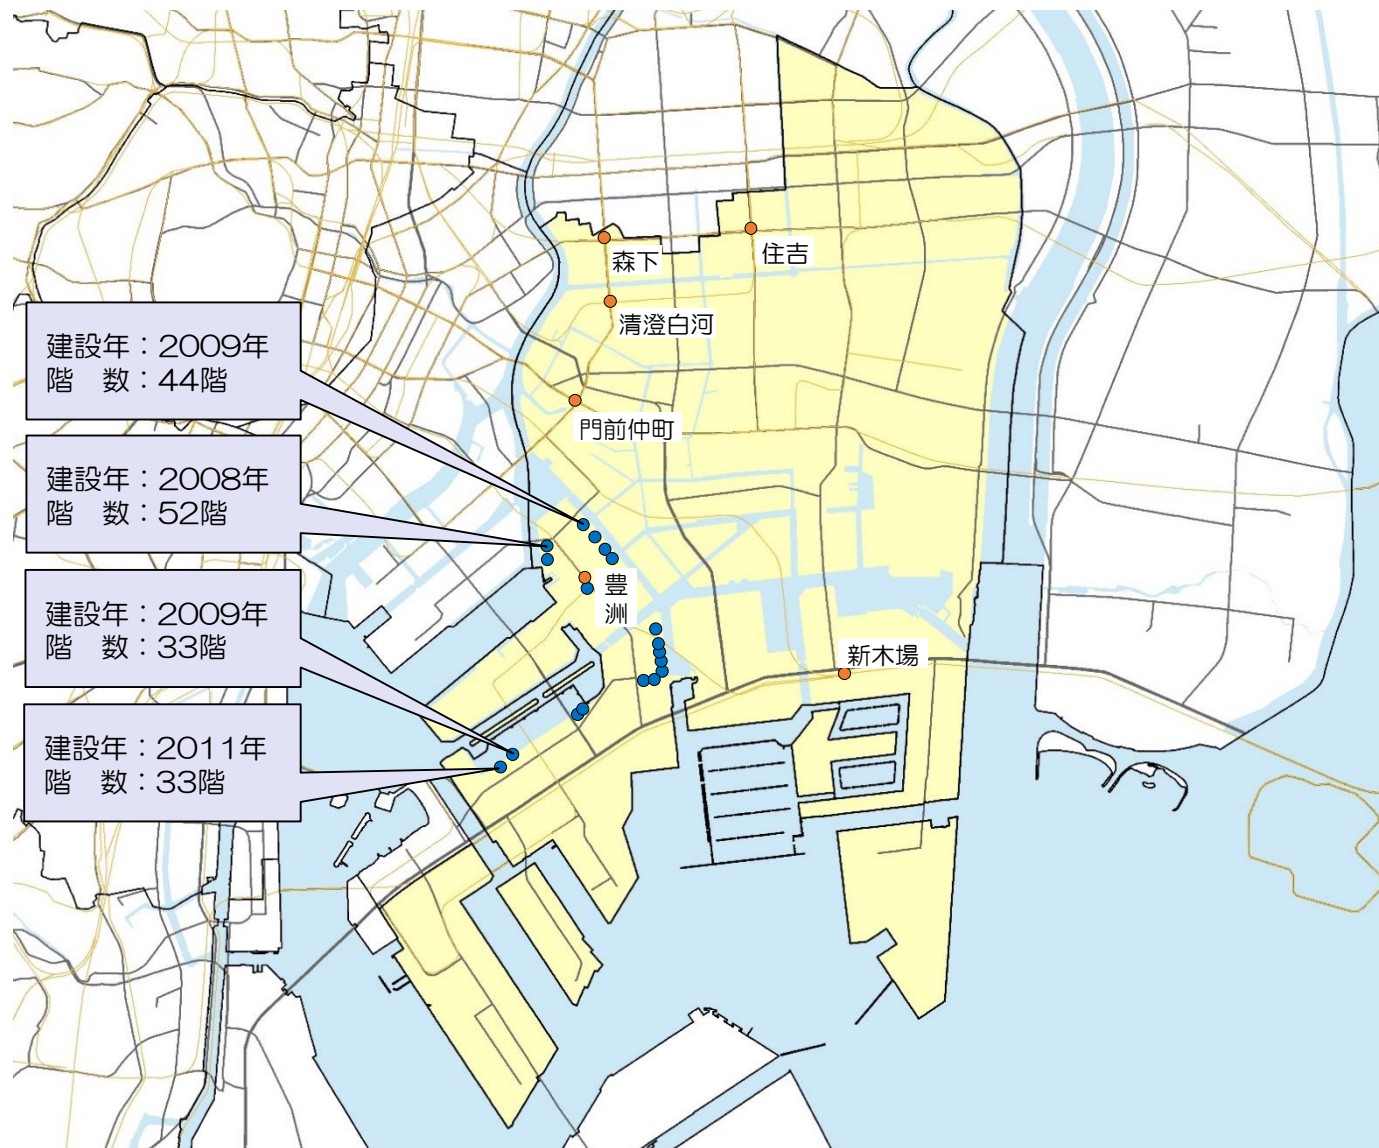 森下
住吉
清澄白河
建設年：2009年
階　数：44階
門前仲町
建設年：2008年
階　数：52階
豊
洲
建設年：2009年
階　数：33階
新木場
建設年：2011年
階　数：33階